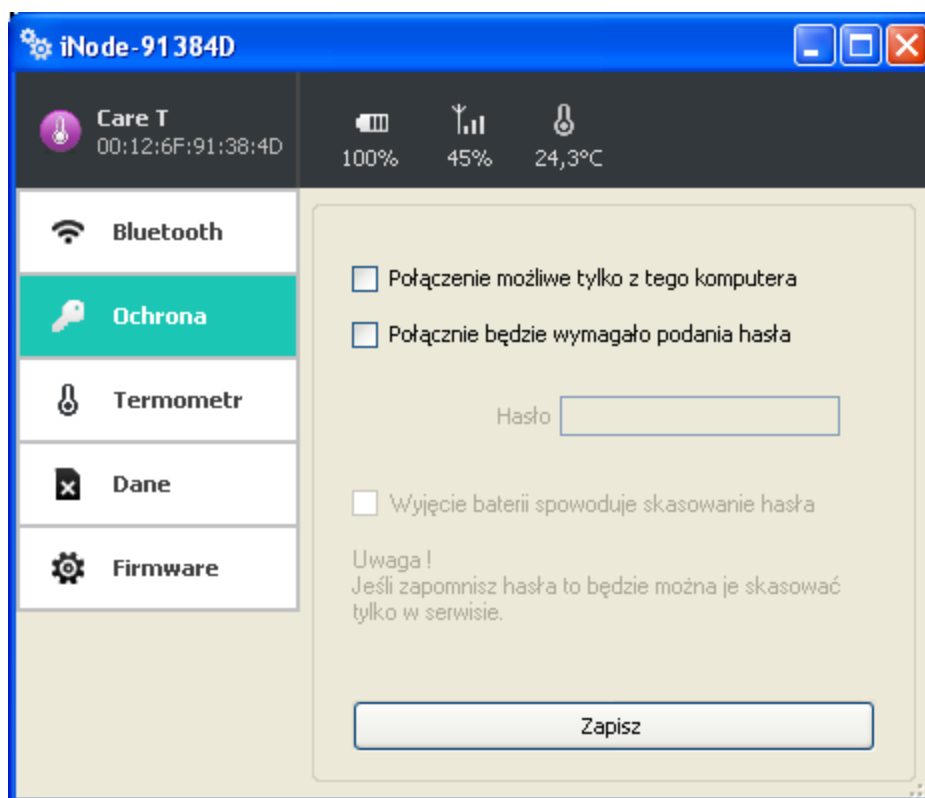 iNode-91384D
Care T
00:12:6F:91:38:4D
100%
45%
24,3°C
Bluetooth
Ochrona
Termometr
Dane
Firmware
Połączenie możliwe tylko z tego komputera
Połącznie będzie wymagało podania hasła
Hasło
Wyjęcie baterii spowoduje skasowanie hasła
Uwaga !
Jeśli zapomnisz hasła to będzie można je skasować
tylko w serwisie.
Zapisz